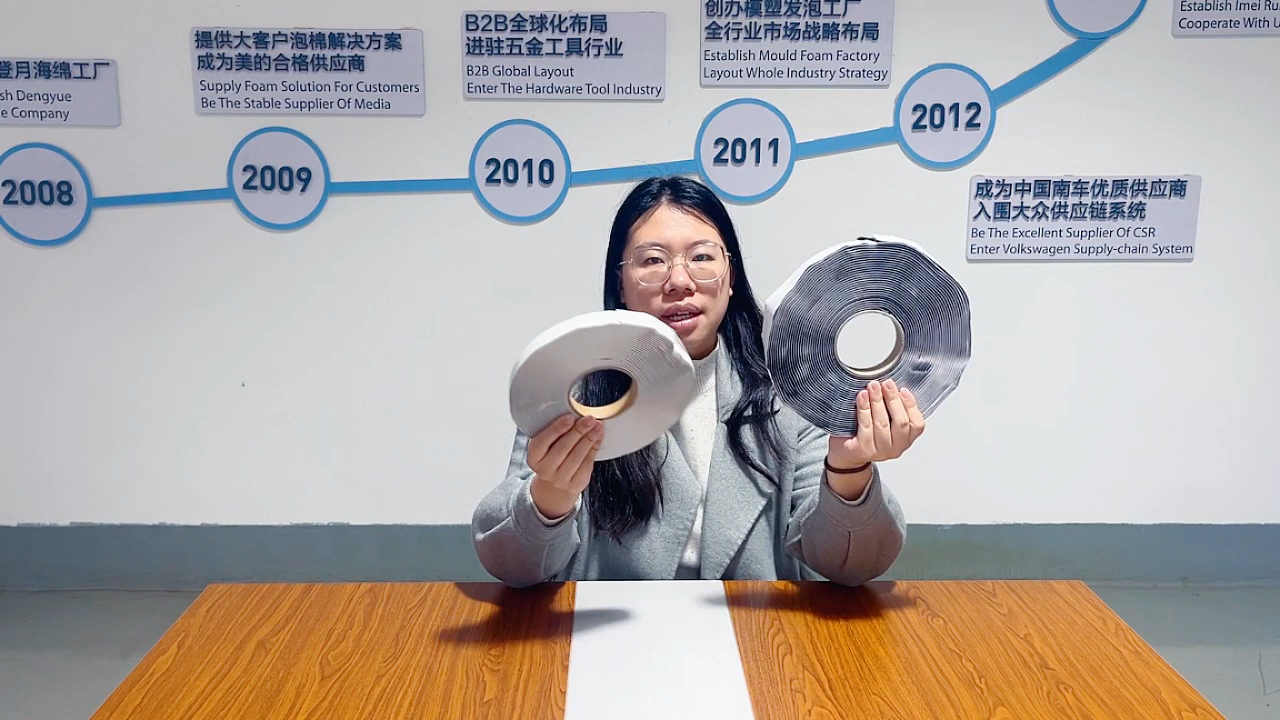 登月海绵工厂
sh Dengyue
e Company
2008
提供大客户泡棉解决方案
成为美的合格供应商
Supply Foam Solution For Customers
Be The Stable Supplier Of Media
2009
B2B全球化布局
进驻五金工具行业
B2B Global Layout
Enter The Hardware Tool Industry
2010
创办模塑发泡工厂
全行业市场战略布局
Establish Mould Foam Factory
Layout Whole Industry Strategy
2011
2012
成为中国南车优质供应商
入围大众供应链系统
Be The Excellent Supplier Of CSR
Enter Volkswagen Supply-chain System
Establish Imei Ru
Cooperate With U